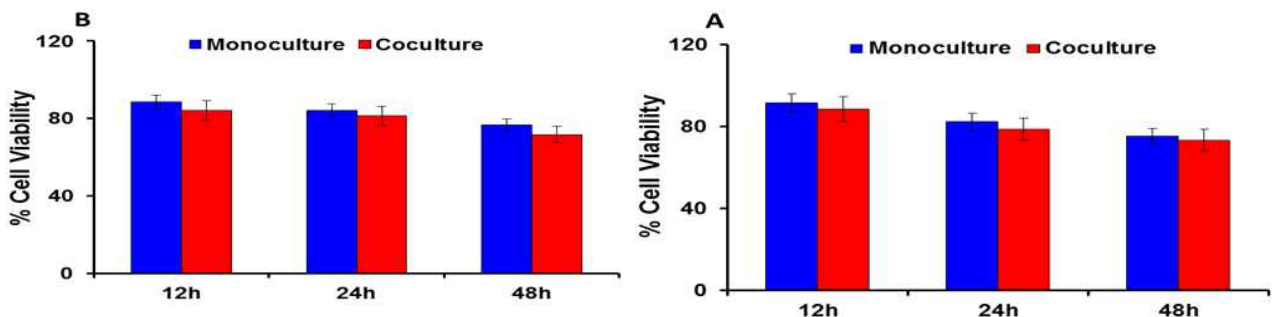 B
120
Monoculture Coculture
80
40
0
% Cell Viability
12h 24h 48h
A
120
Monoculture Coculture
80
40
0
% Cell Viability
12h 24h 48h